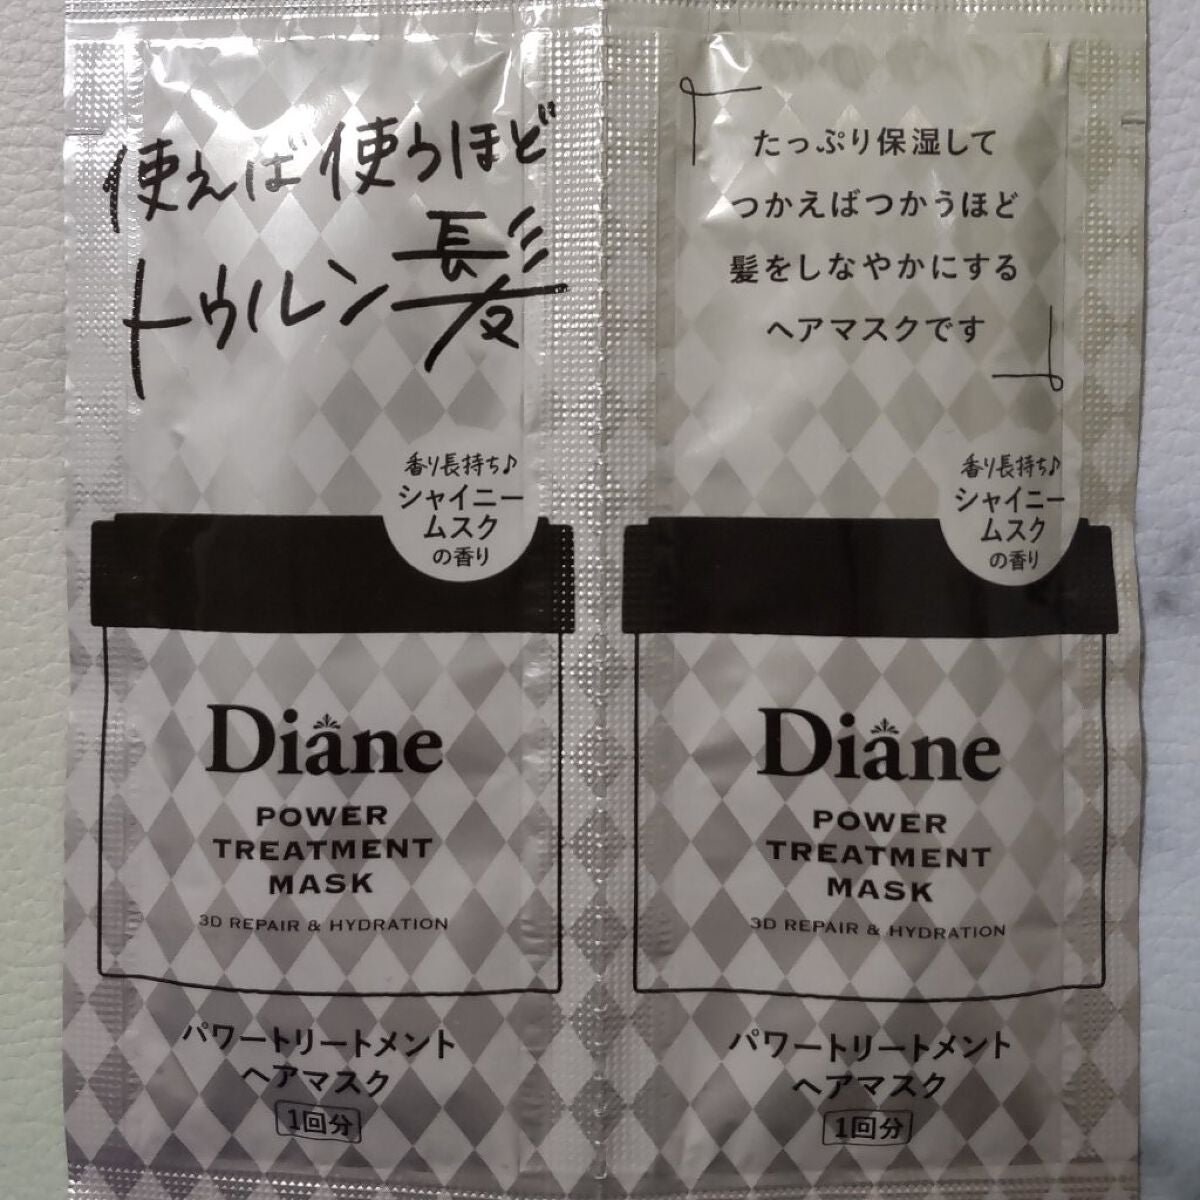 使えば使うほど
トゥルン髪
香り長持ち♪
シャイニー
ムスク
の香り
Diane
POWER
TREATMENT
MASK
3D REPAIR & HYDRATION
パワートリートメント
ヘアマスク
1回分
たっぷり保湿して
つかえばつかうほど
髪をしなやかにする
ヘアマスクです
香り長持ち♪
シャイニー
ムスク
の香り
Diane
POWER
TREATMENT
MASK
3D REPAIR & HYDRATION
パワートリートメント
ヘアマスク
1回分